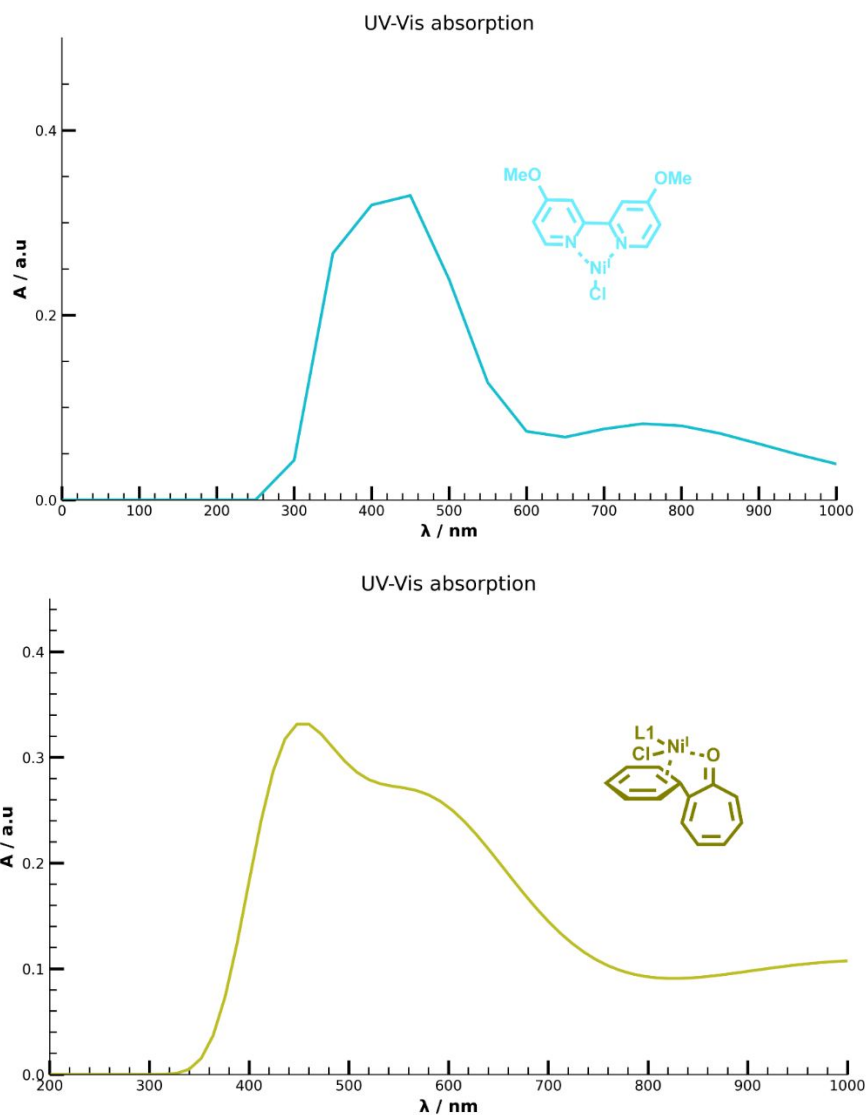 UV-Vis absorption
0.4
MeO
OMe
N
N
Ni^I
Cl
A / a.u
0.2
0.0
0 100 200 300 400 500 600 700 800 900 1000
λ / nm
UV-Vis absorption
0.4
L1
Ni^I
Cl
O
0.3
A / a.u
0.2
0.1
0.0
200 300 400 500 600 700 800 900 1000
λ / nm